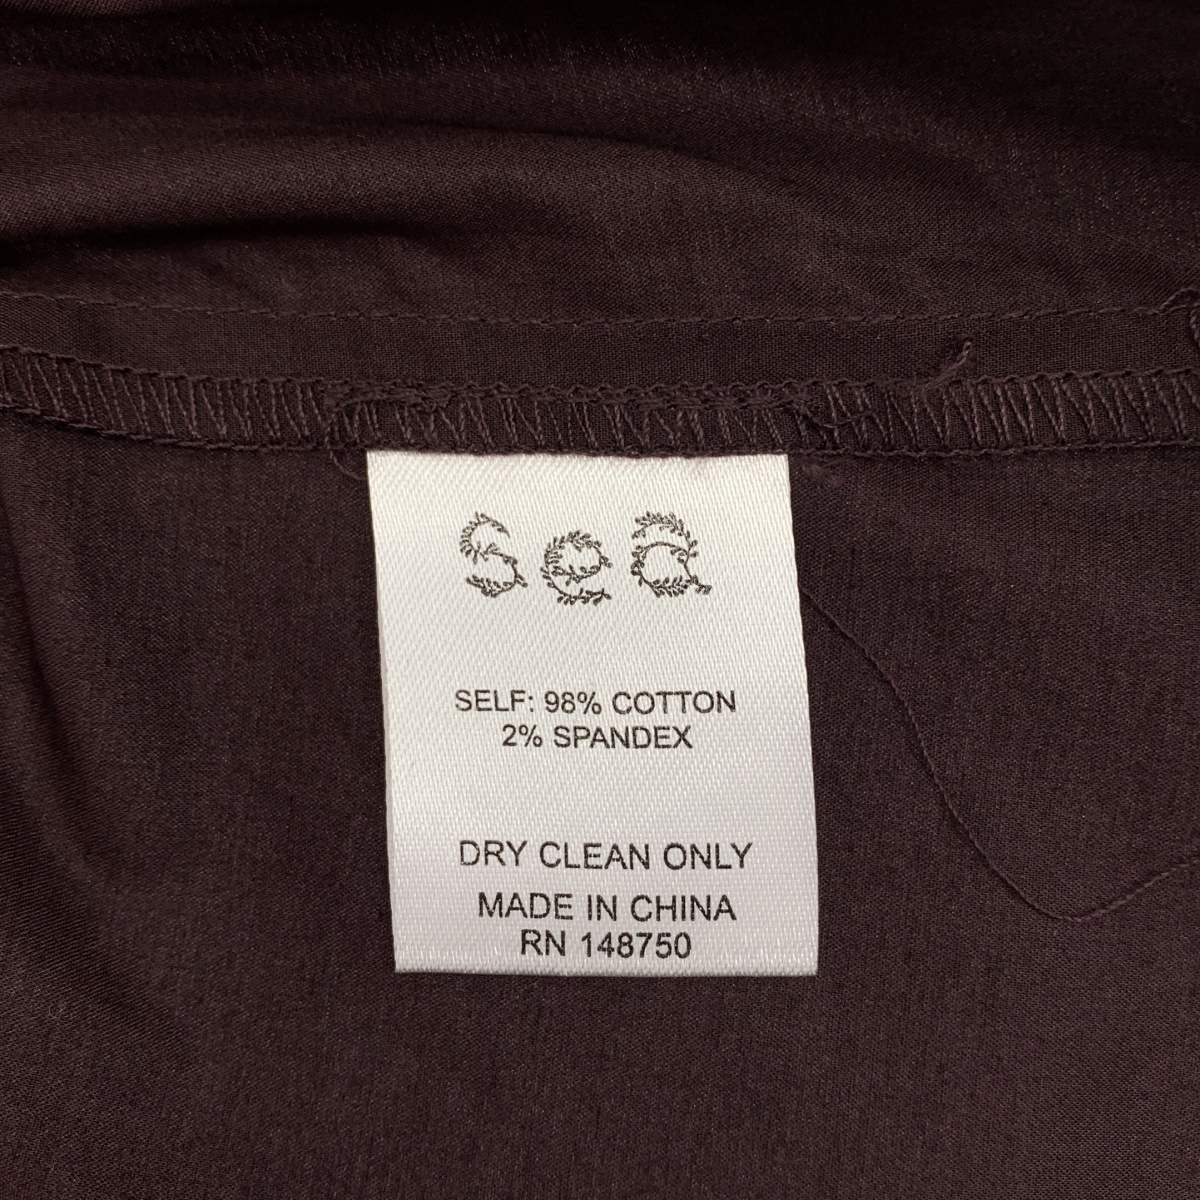 Sea
SELF: 98% COTTON
2% SPANDEX
DRY CLEAN ONLY
MADE IN CHINA
RN 148750